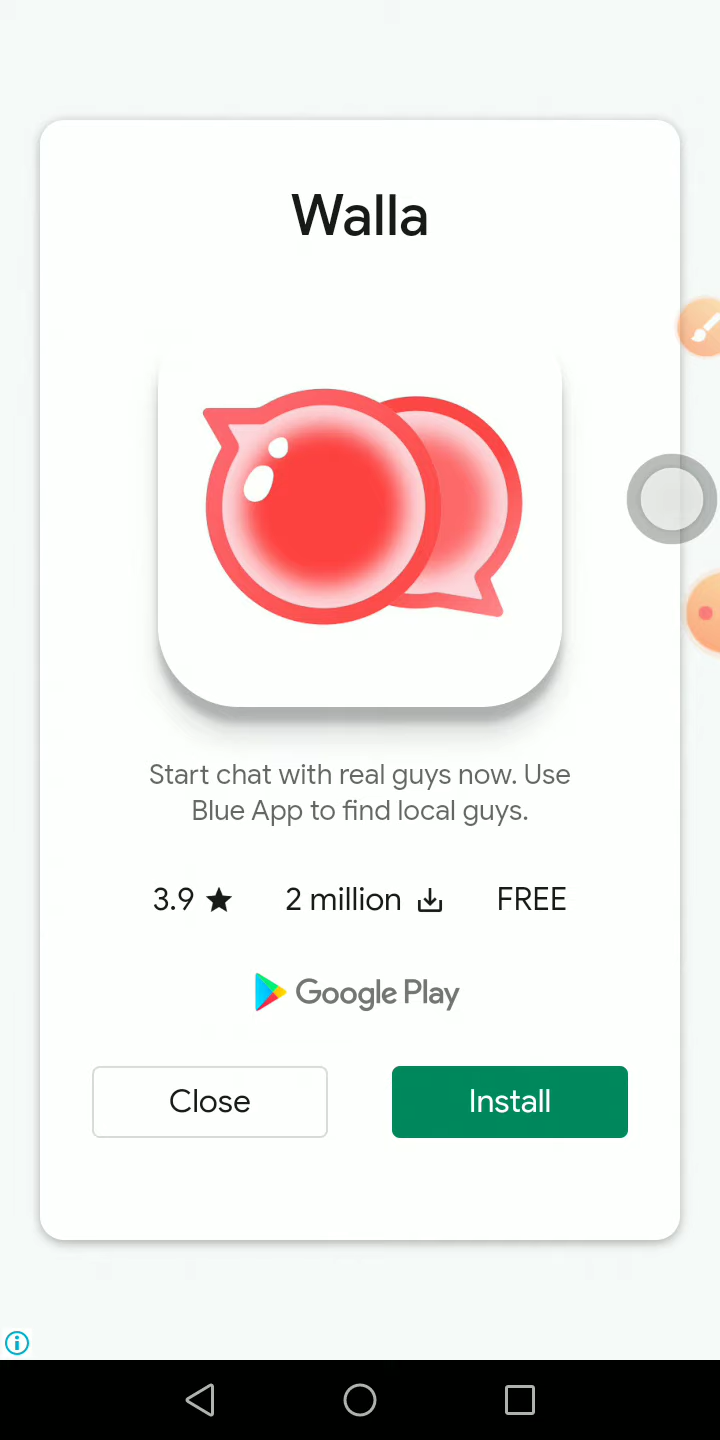 Walla
Start chat with real guys now. Use
Blue App to find local guys.
3.9 2 million FREE
Google Play
Close Install